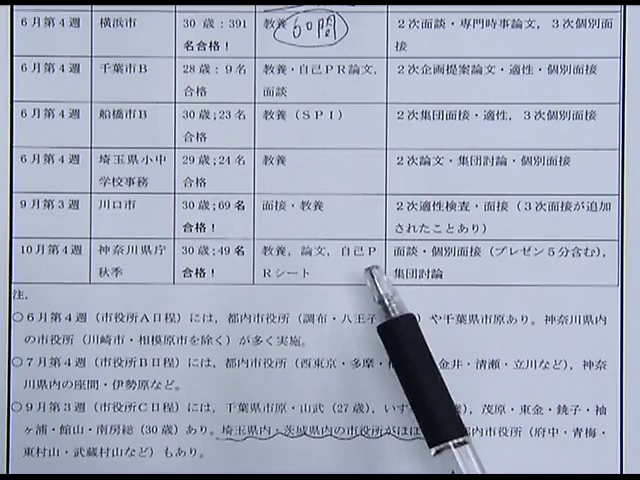 6月第4週 横浜市 30歳:391名合格! 教養 60問 2次面談・専門時事論文,3次個別面接
6月第4週 千葉市B 28歳:9名合格 教養・自己PR論文,面談 2次企画提案論文・適性・個別面接
6月第4週 船橋市B 30歳;23名合格 教養(SPI) 2次集団面接・適性,3次個別面接
6月第4週 埼玉県小中学校事務 29歳;24名合格 教養 2次論文・集団討論・個別面接
9月第3週 川口市 30歳;69名合格! 面接・教養 2次適性検査・面接(3次面接が追加されたことあり)
10月第4週 神奈川県庁秋季 30歳;49名合格! 教養,論文,自己PRシート 面談・個別面接(プレゼン5分含む),集団討論
注.
○6月第4週(市役所A日程)には,都内市役所(調布・八王子 )や千葉県市原あり。神奈川県内
の市役所(川崎市・相模原市を除く)が多く実施。
○7月第4週(市役所B日程)には,都内市役所(西東京・多摩・ 金井・清瀬・立川など),神奈
川県内の座間・伊勢原など。
○9月第3週(市役所C日程)には,千葉県市原・山武(27歳),いす ),茂原・東金・銚子・袖
ヶ浦・館山・南房総(30歳)あり。埼玉県内・茨城県内の市役所がほぼ 都内市役所(府中・青梅・
東村山・武蔵村山など)もあり。